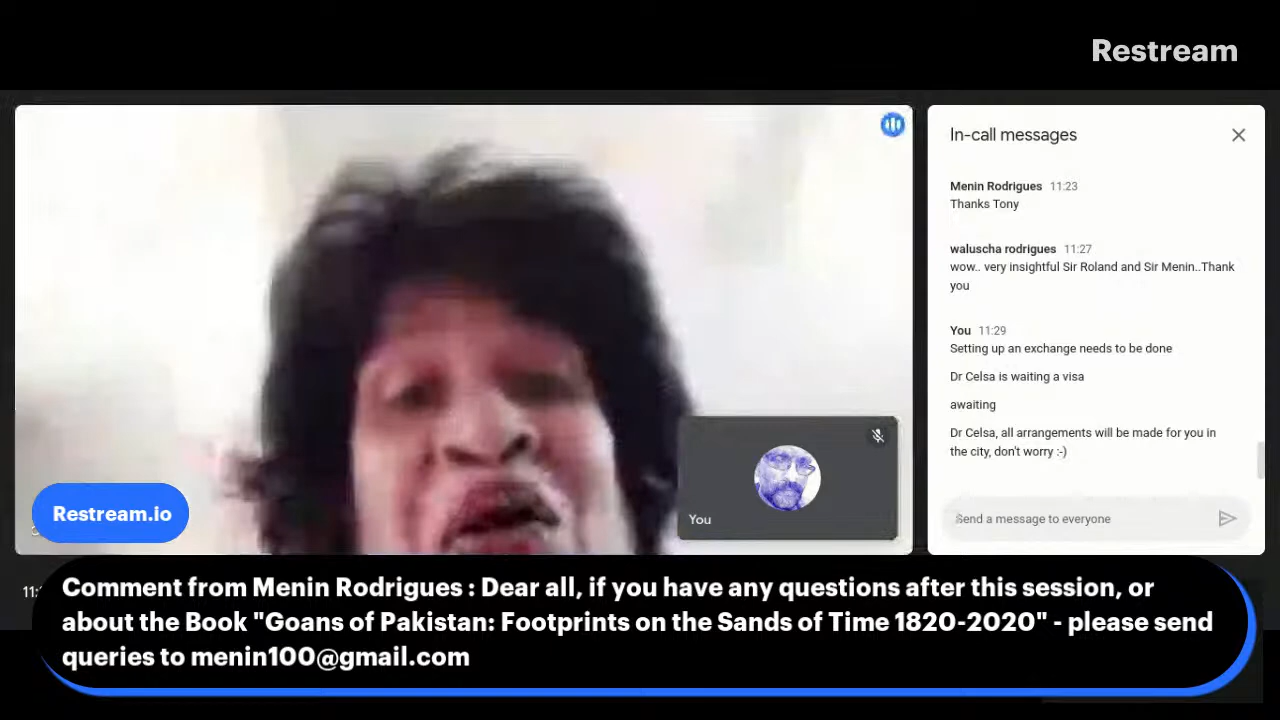 Restream
In-call messages
Menin Rodrigues 11:23
Thanks Tony
waluscha rodrigues 11:27
wow.. very insightful Sir Roland and Sir Menin..Thank
you
You 11:29
Setting up an exchange needs to be done
Dr Celsa is waiting a visa
awaiting
Dr Celsa, all arrangements will be made for you in
the city, don't worry :-)
Send a message to everyone
You
Restream.io
11:
Comment from Menin Rodrigues : Dear all, if you have any questions after this session, or
about the Book "Goans of Pakistan: Footprints on the Sands of Time 1820-2020" - please send
queries to menin100@gmail.com